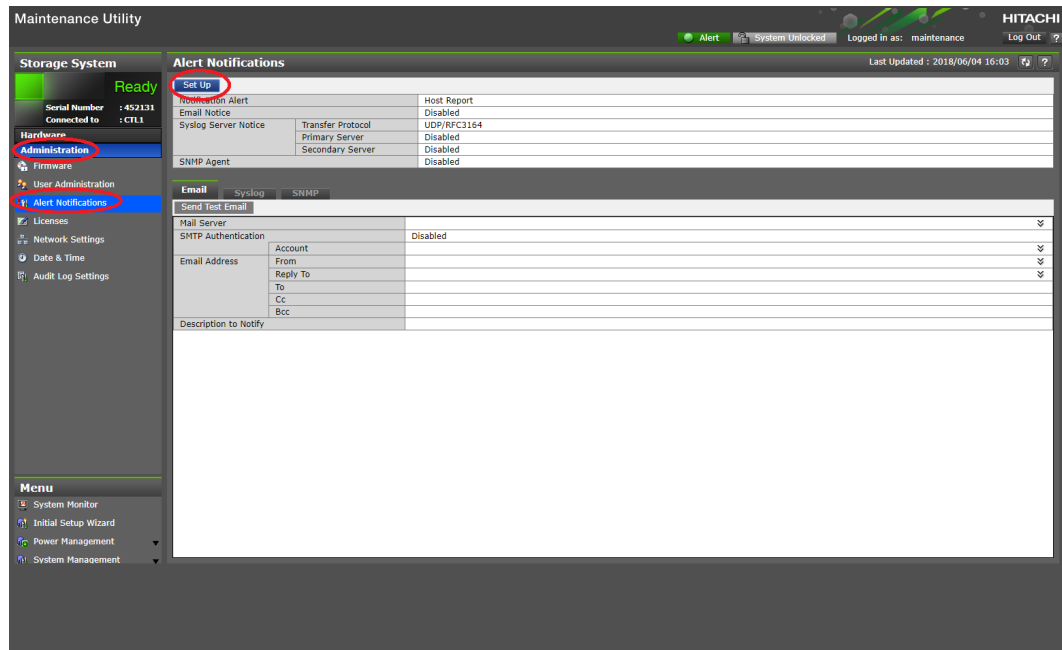 Maintenance Utility
HITACHI
Alert System Unlocked Logged in as: maintenance Log Out ?
Storage System
Ready
Serial Number : 452131
Connected to : CTL1
Hardware
Administration
Firmware
User Administration
Alert Notifications
Licenses
Network Settings
Date & Time
Audit Log Settings
Menu
System Monitor
Initial Setup Wizard
Power Management
System Management
Alert Notifications Last Updated : 2018/06/04 16:03 ?
Set Up
Notification Alert Host Report
Email Notice Disabled
Syslog Server Notice Transfer Protocol UDP/RFC3164
Primary Server Disabled
Secondary Server Disabled
SNMP Agent Disabled
Email Syslog SNMP
Send Test Email
Mail Server
SMTP Authentication Disabled
Account
Email Address From
Reply To
To
Cc
Bcc
Description to Notify